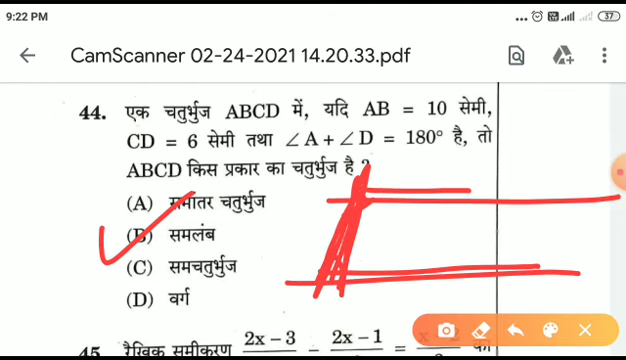 9:22 PM
37
CamScanner 02-24-2021 14.20.33.pdf
44. एक चतुर्भुज ABCD में, यदि AB = 10 सेमी,
CD = 6 सेमी तथा ∠A + ∠D = 180° है, तो
ABCD किस प्रकार का चतुर्भुज है ?
(A) समांतर चतुर्भुज
(B) समलंब
(C) समचतुर्भुज
(D) वर्ग
45 रैखिक समीकरण 2x – 3 – 2x – 1 = का